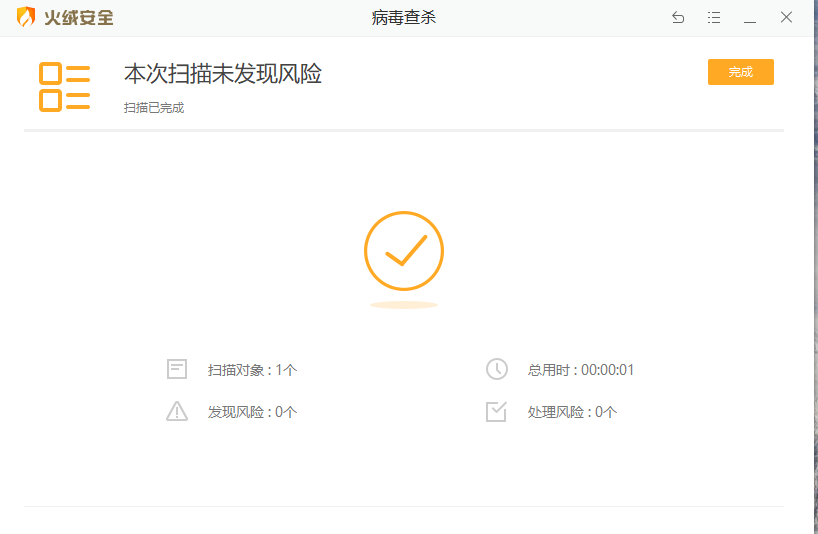 火绒安全
病毒查杀
本次扫描未发现风险
完成
扫描已完成
扫描对象 : 1个
总用时 : 00:00:01
发现风险 : 0个
处理风险 : 0个